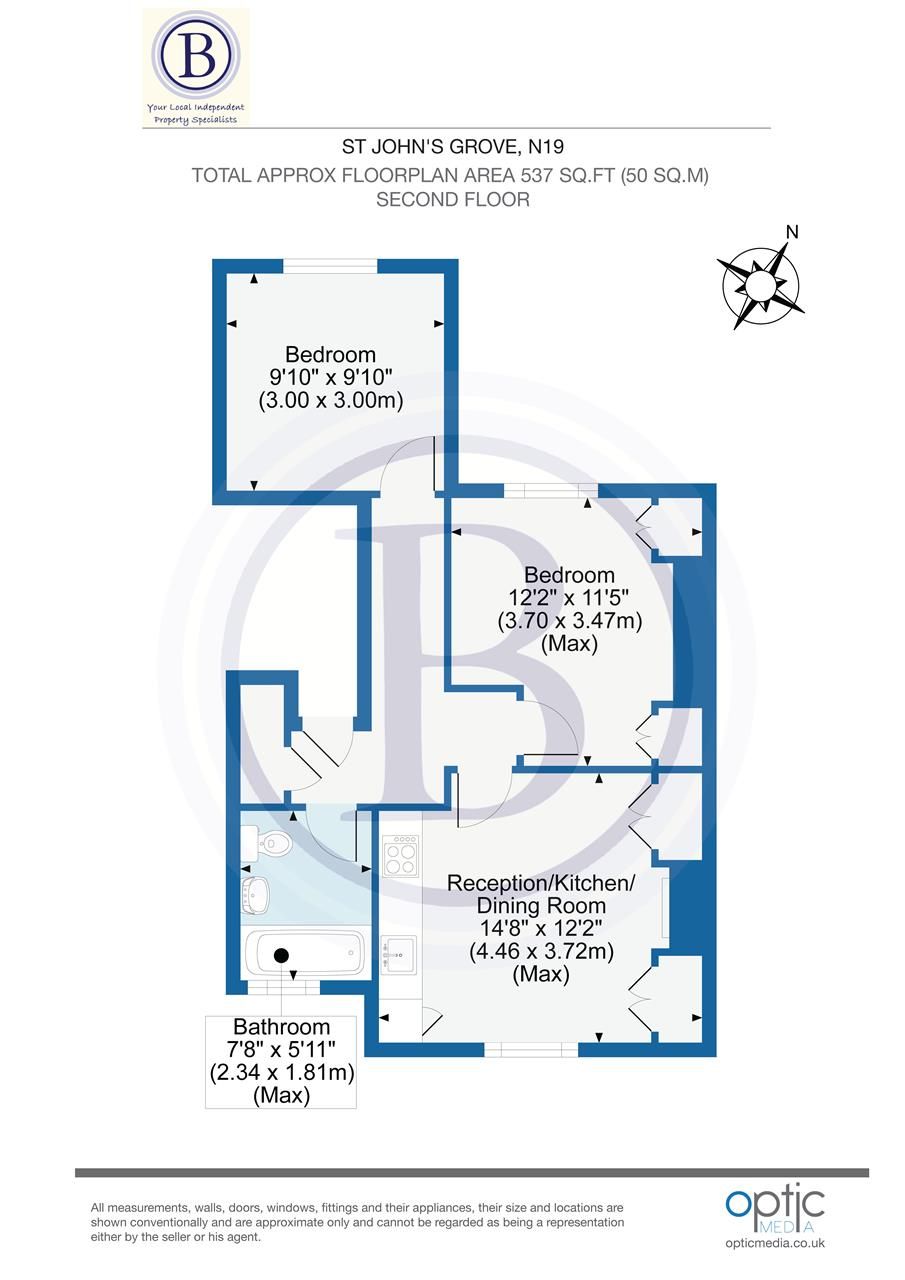 B
Your Local Independent
Property Specialists
ST JOHN'S GROVE, N19
TOTAL APPROX FLOORPLAN AREA 537 SQ.FT (50 SQ.M)
SECOND FLOOR
N
Bedroom
9'10" x 9'10"
(3.00 x 3.00m)
B
Bedroom
12'2" x 11'5"
(3.70 x 3.47m)
(Max)
Reception/Kitchen/
Dining Room
14'8" x 12'2"
(4.46 x 3.72m)
(Max)
Bathroom
7'8" x 5'11"
(2.34 x 1.81m)
(Max)
All measurements, walls, doors, windows, fittings and their appliances, their size and locations are
shown conventionally and are approximate only and cannot be regarded as being a representation
either by the seller or his agent.
optic
MEDIA
opticmedia.co.uk